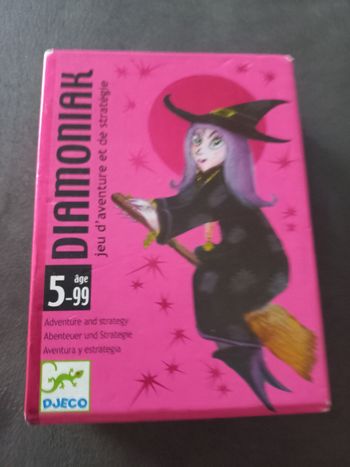 DIAMONIAK
jeu d'aventure et de stratégie
âge
5-99
Adventure and strategy
Abenteuer und Strategie
Aventura y estrategia
DJECO